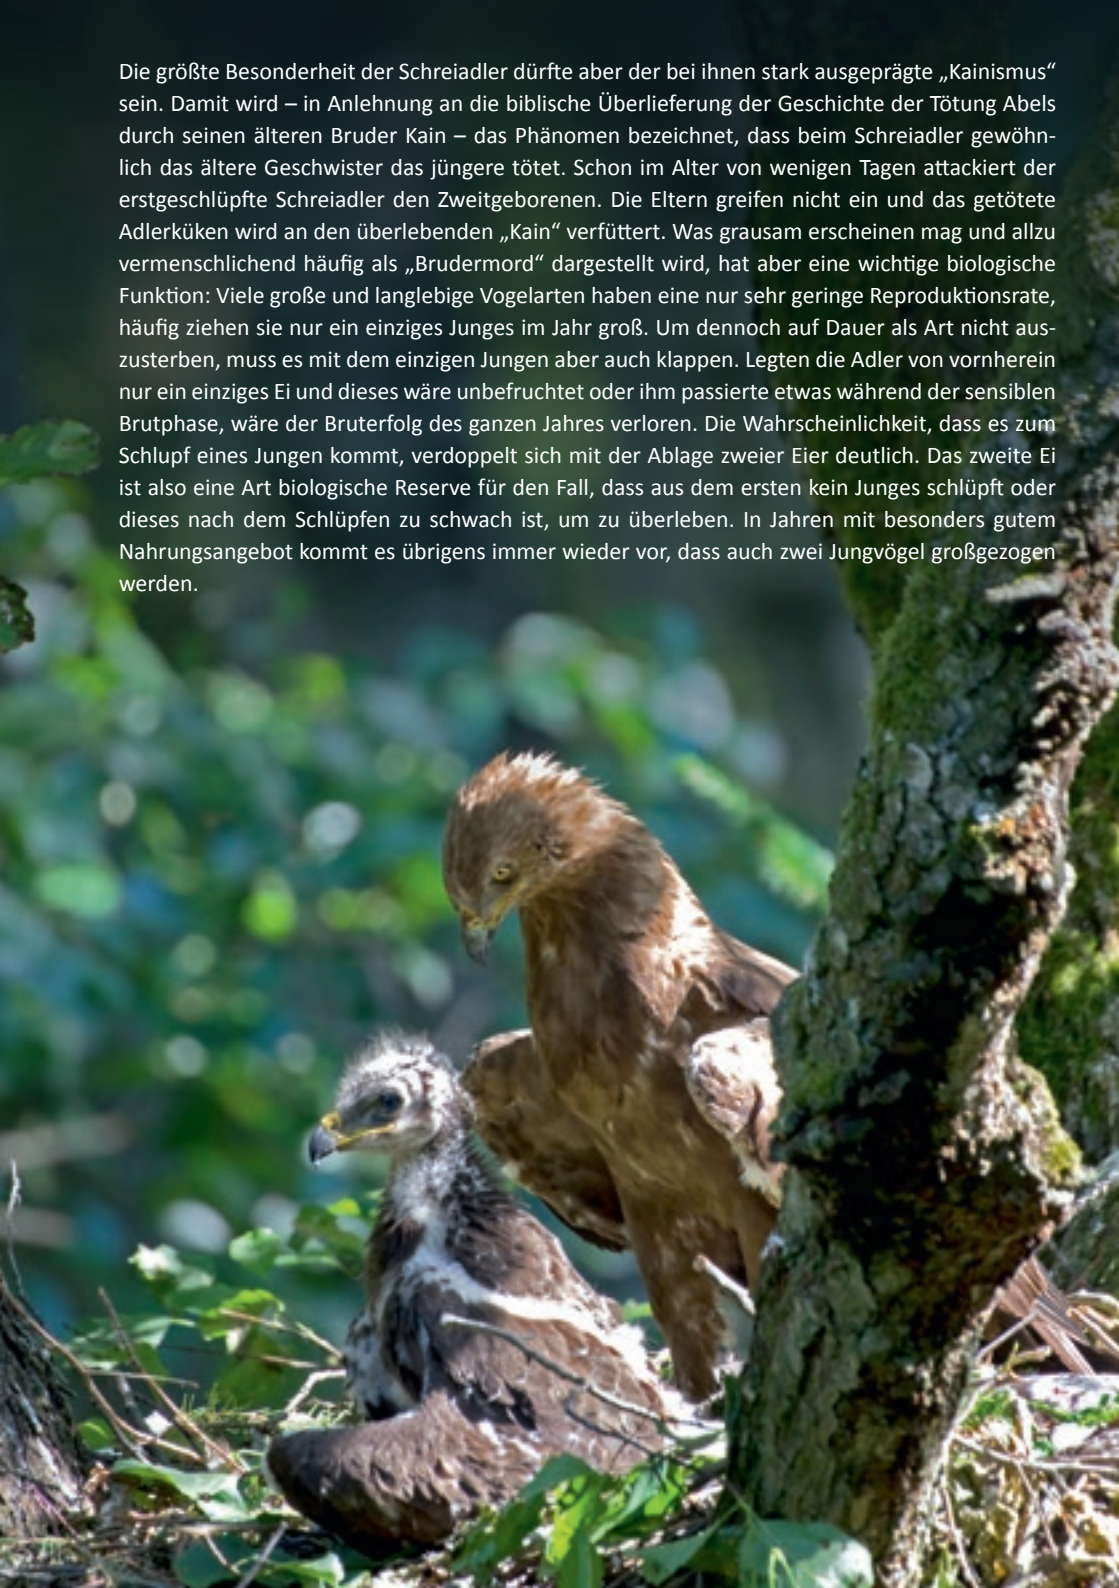 Die größte Besonderheit der Schreiadler dürfte aber der bei ihnen stark ausgeprägte „Kainismus“
sein. Damit wird – in Anlehnung an die biblische Überlieferung der Geschichte der Tötung Abels
durch seinen älteren Bruder Kain – das Phänomen bezeichnet, dass beim Schreiadler gewöhn-
lich das ältere Geschwister das jüngere tötet. Schon im Alter von wenigen Tagen attackiert der
erstgeschlüpfte Schreiadler den Zweitgeborenen. Die Eltern greifen nicht ein und das getötete
Adlerküken wird an den überlebenden „Kain“ verfüttert. Was grausam erscheinen mag und allzu
vermenschlichend häufig als „Brudermord“ dargestellt wird, hat aber eine wichtige biologische
Funktion: Viele große und langlebige Vogelarten haben eine nur sehr geringe Reproduktionsrate,
häufig ziehen sie nur ein einziges Junges im Jahr groß. Um dennoch auf Dauer als Art nicht aus-
zusterben, muss es mit dem einzigen Jungen aber auch klappen. Legten die Adler von vornherein
nur ein einziges Ei und dieses wäre unbefruchtet oder ihm passierte etwas während der sensiblen
Brutphase, wäre der Bruterfolg des ganzen Jahres verloren. Die Wahrscheinlichkeit, dass es zum
Schlupf eines Jungen kommt, verdoppelt sich mit der Ablage zweier Eier deutlich. Das zweite Ei
ist also eine Art biologische Reserve für den Fall, dass aus dem ersten kein Junges schlüpft oder
dieses nach dem Schlüpfen zu schwach ist, um zu überleben. In Jahren mit besonders gutem
Nahrungsangebot kommt es übrigens immer wieder vor, dass auch zwei Jungvögel großgezogen
werden.